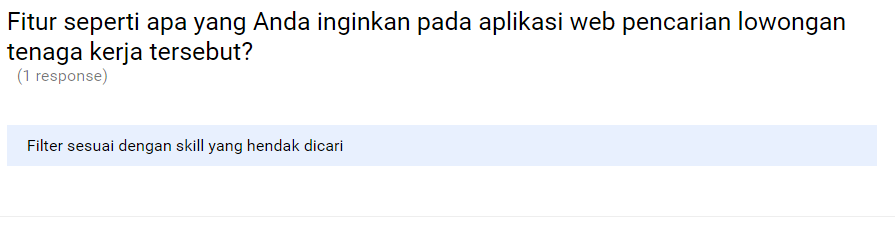 Fitur seperti apa yang Anda inginkan pada aplikasi web pencarian lowongan
tenaga kerja tersebut?
(1 response)
Filter sesuai dengan skill yang hendak dicari